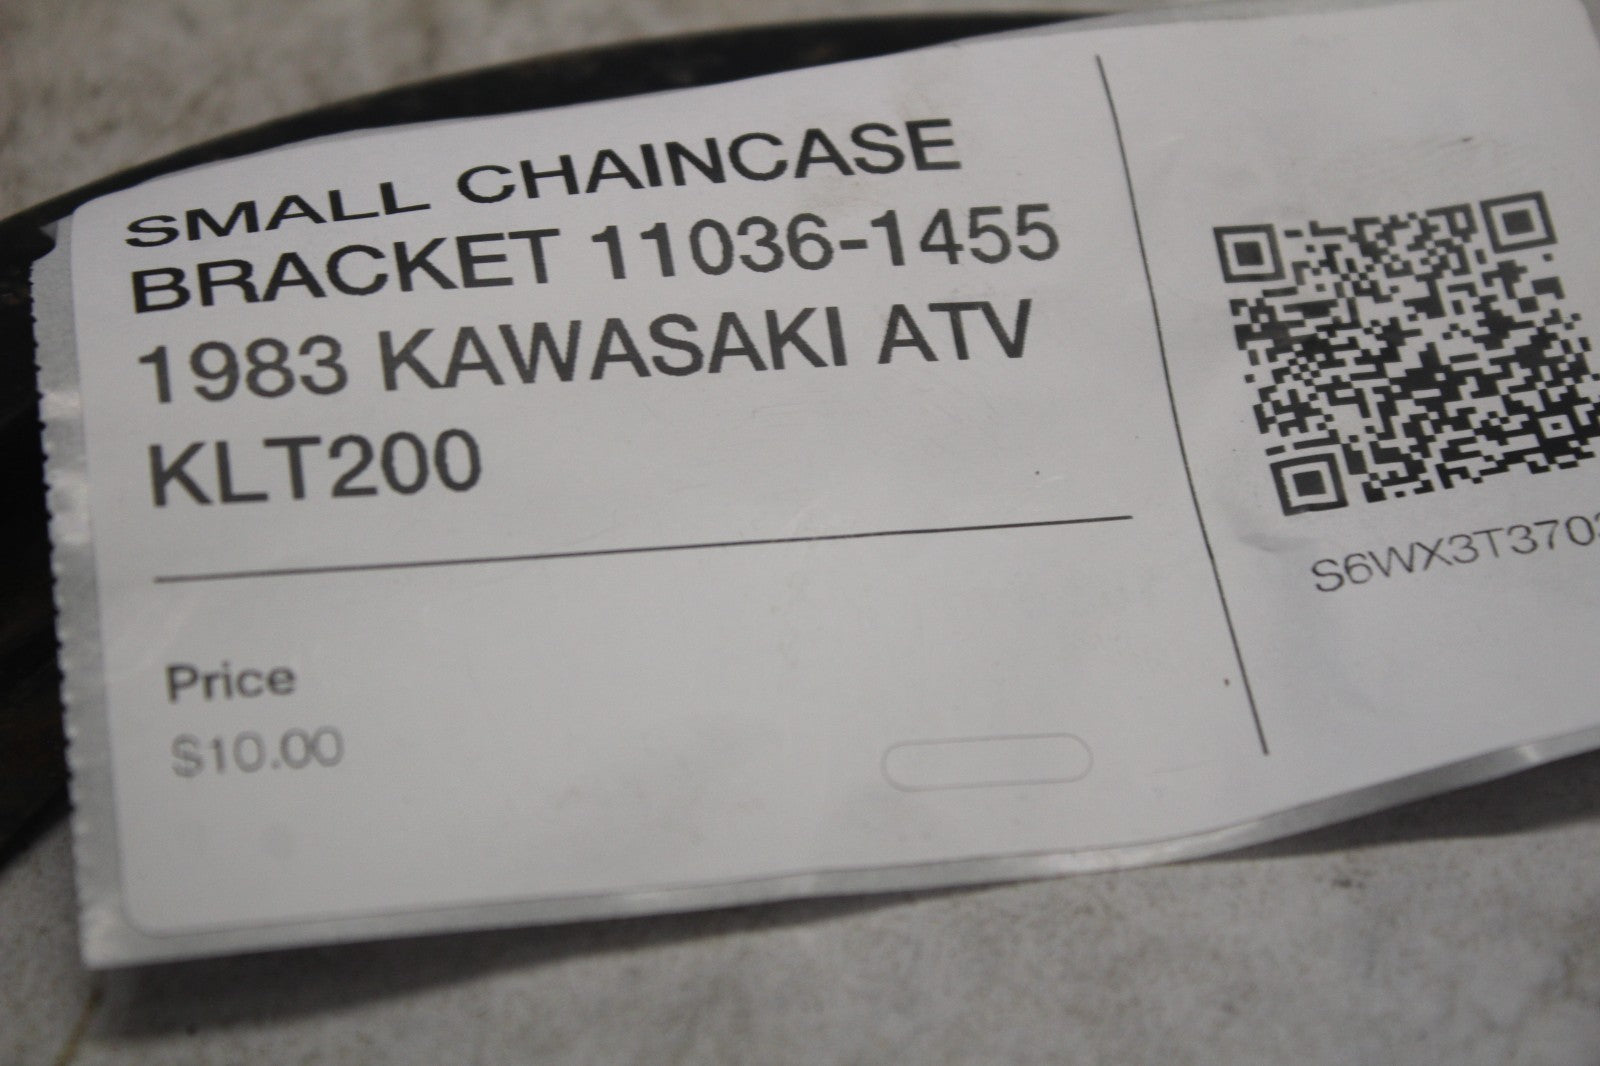 SMALL CHAINCASE
BRACKET 11036-1455
1983 KAWASAKI ATV
KLT200
Price
$10.00